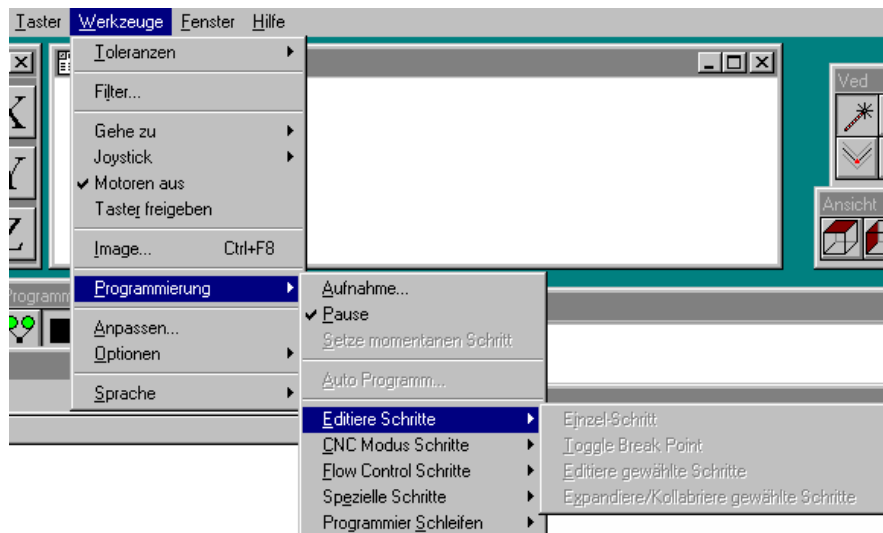 Taster Werkzeuge Fenster Hilfe
Toleranzen
Filter...
Gehe zu
Joystick
Motoren aus
Taster freigeben
Image... Ctrl+F8
Programmierung
Anpassen...
Optionen
Sprache
Aufnahme...
Pause
Setze momentanen Schritt
Auto Programm...
Editiere Schritte
CNC Modus Schritte
Flow Control Schritte
Spezielle Schritte
Programmier Schleifen
Einzel-Schritt
Toggle Break Point
Editiere gewählte Schritte
Expandiere/Kollabriere gewählte Schritte
X
Y
Z
Programm
Ved
Ansicht